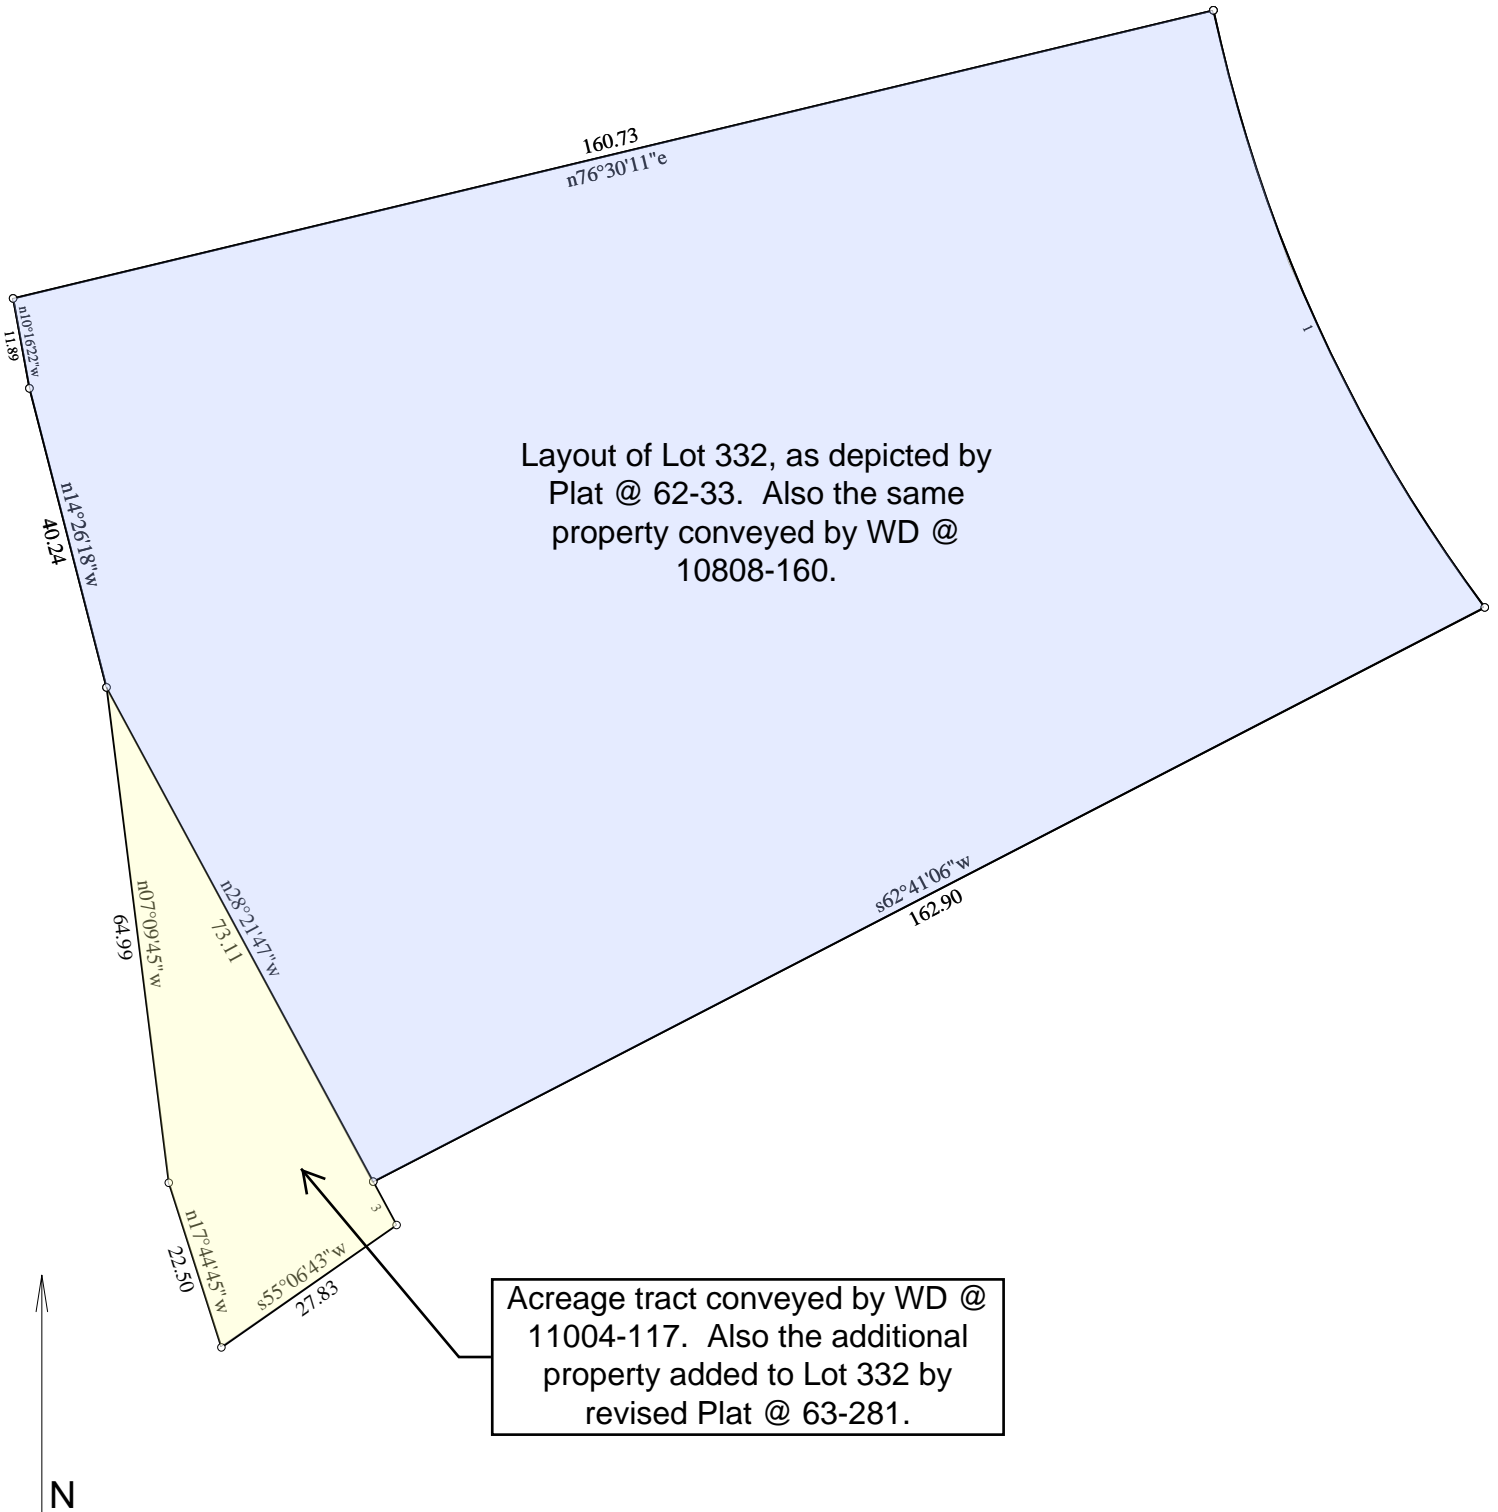 160.73
n76°30'11"e
n10°16'22"w
11.89
1
Layout of Lot 332, as depicted by
Plat @ 62-33.  Also the same
property conveyed by WD @
10808-160.
n14°26'18"w
40.24
s62°41'06"w
162.90
n28°21'47"w
73.11
n07°09'45"w
64.99
3
n17°44'45"w
22.50
s55°06'43"w
27.83
Acreage tract conveyed by WD @
11004-117.  Also the additional
property added to Lot 332 by
revised Plat @ 63-281.
N